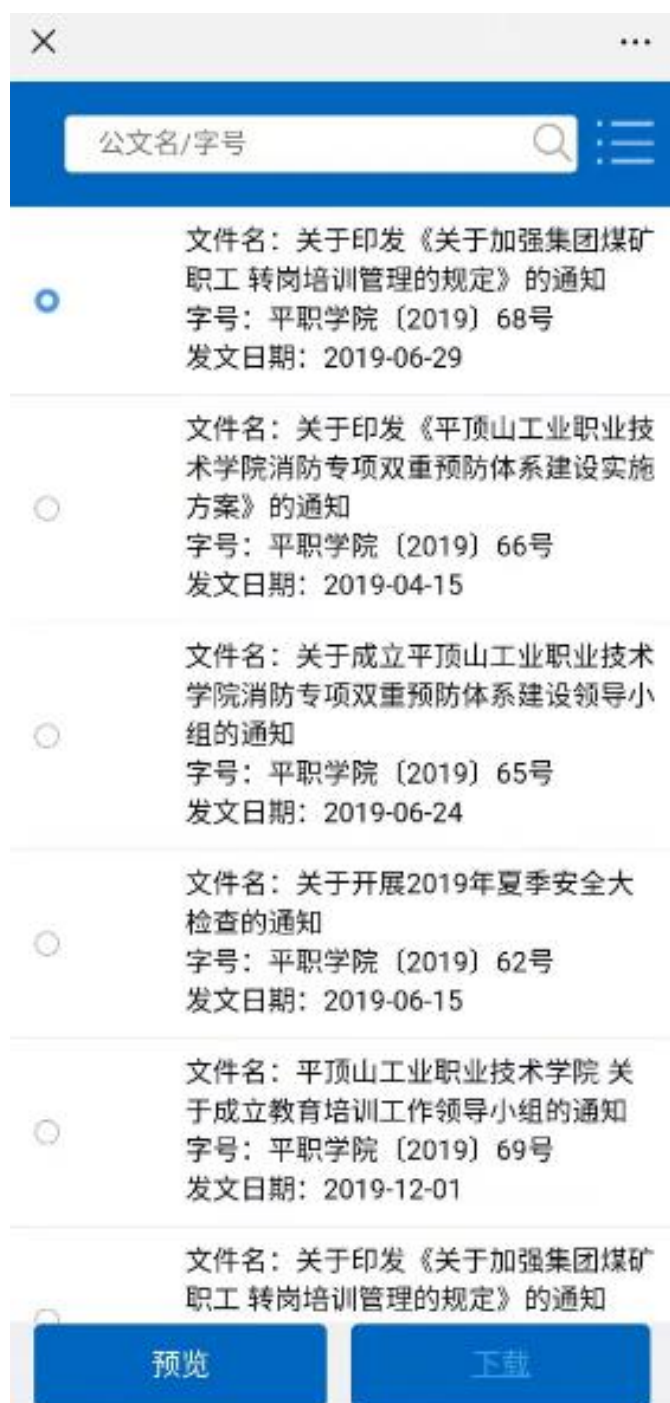 公文名/字号
文件名：关于印发《关于加强集团煤矿
职工 转岗培训管理的规定》的通知
字号：平职学院〔2019〕68号
发文日期：2019-06-29
文件名：关于印发《平顶山工业职业技
术学院消防专项双重预防体系建设实施
方案》的通知
字号：平职学院〔2019〕66号
发文日期：2019-04-15
文件名：关于成立平顶山工业职业技术
学院消防专项双重预防体系建设领导小
组的通知
字号：平职学院〔2019〕65号
发文日期：2019-06-24
文件名：关于开展2019年夏季安全大
检查的通知
字号：平职学院〔2019〕62号
发文日期：2019-06-15
文件名：平顶山工业职业技术学院 关
于成立教育培训工作领导小组的通知
字号：平职学院〔2019〕69号
发文日期：2019-12-01
文件名：关于印发《关于加强集团煤矿
职工 转岗培训管理的规定》的通知
预览
下载